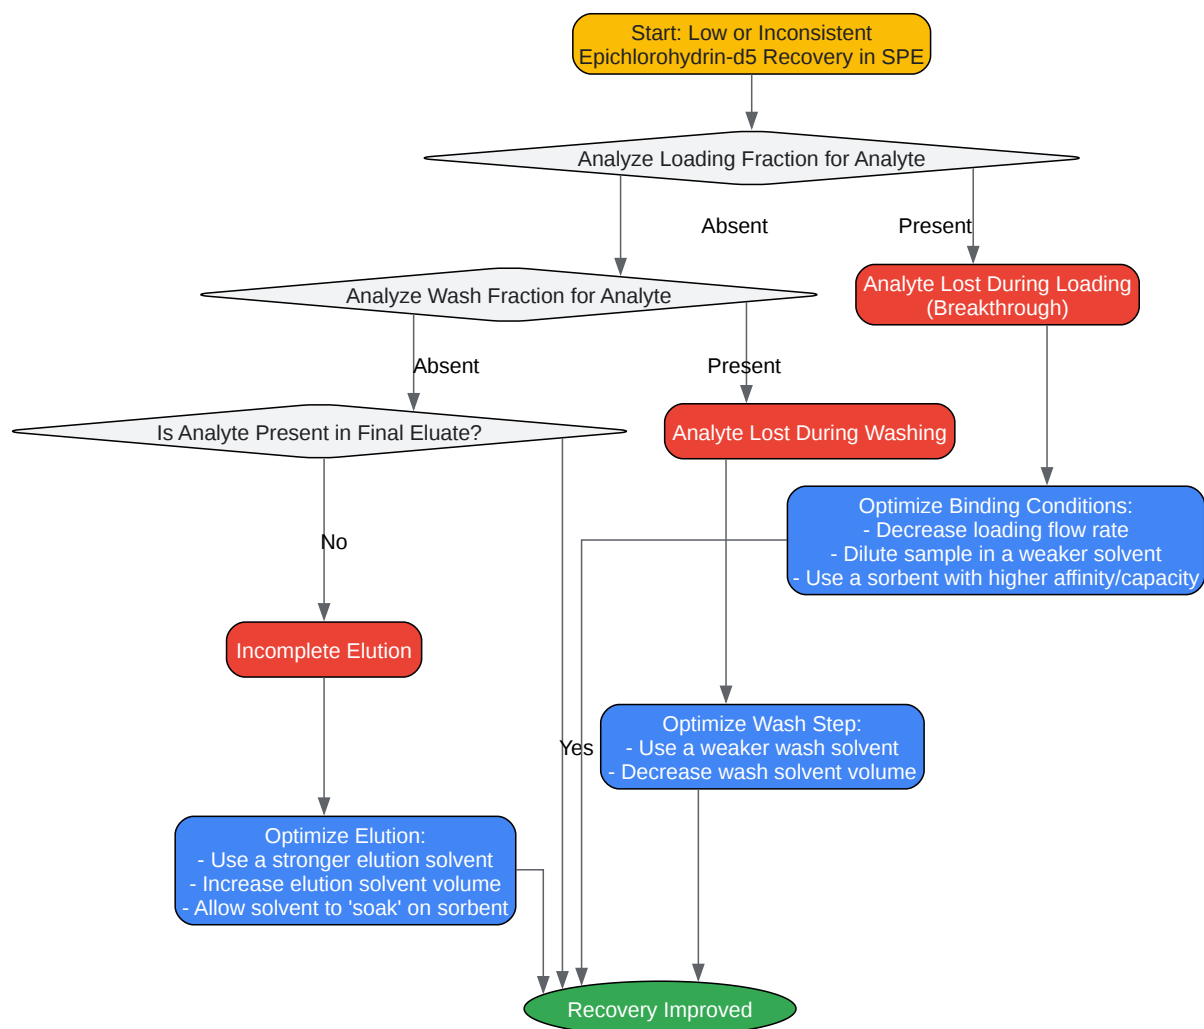 Start: Low or Inconsistent
Epichlorohydrin-d5 Recovery in SPE
Analyze Loading Fraction for Analyte
Absent
Present
Analyze Wash Fraction for Analyte
Analyte Lost During Loading
(Breakthrough)
Absent
Present
Is Analyte Present in Final Eluate?
Analyte Lost During Washing
Optimize Binding Conditions:
- Decrease loading flow rate
- Dilute sample in a weaker solvent
- Use a sorbent with higher affinity/capacity
No
Incomplete Elution
Yes
Optimize Wash Step:
- Use a weaker wash solvent
- Decrease wash solvent volume
Optimize Elution:
- Use a stronger elution solvent
- Increase elution solvent volume
- Allow solvent to 'soak' on sorbent
Recovery Improved